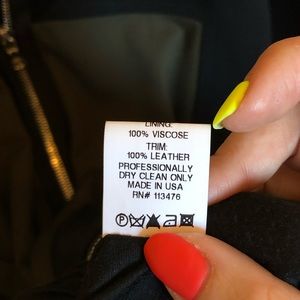 LINING:
100% VISCOSE
TRIM:
100% LEATHER
PROFESSIONALLY
DRY CLEAN ONLY
MADE IN USA
RN# 113476
P